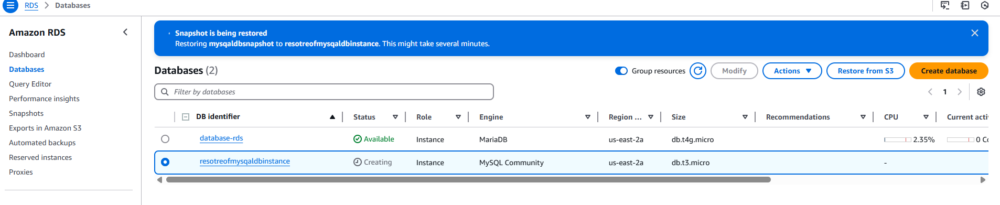 RDS > Databases
Amazon RDS
Dashboard
Databases
Query Editor
Performance insights
Snapshots
Exports in Amazon S3
Automated backups
Reserved instances
Proxies
Snapshot is being restored
Restoring mysqaldbsnapshot to resotreofmysqaldbinstance. This might take several minutes.
Databases (2)
Group resources Modify Actions Restore from S3 Create database
Filter by databases
1
DB identifier Status Role Engine Region ... Size Recommendations CPU Current acti
database-rds Available Instance MariaDB us-east-2a db.t4g.micro 2.35% 0 Co
resotreofmysqaldbinstance Creating Instance MySQL Community us-east-2a db.t3.micro -